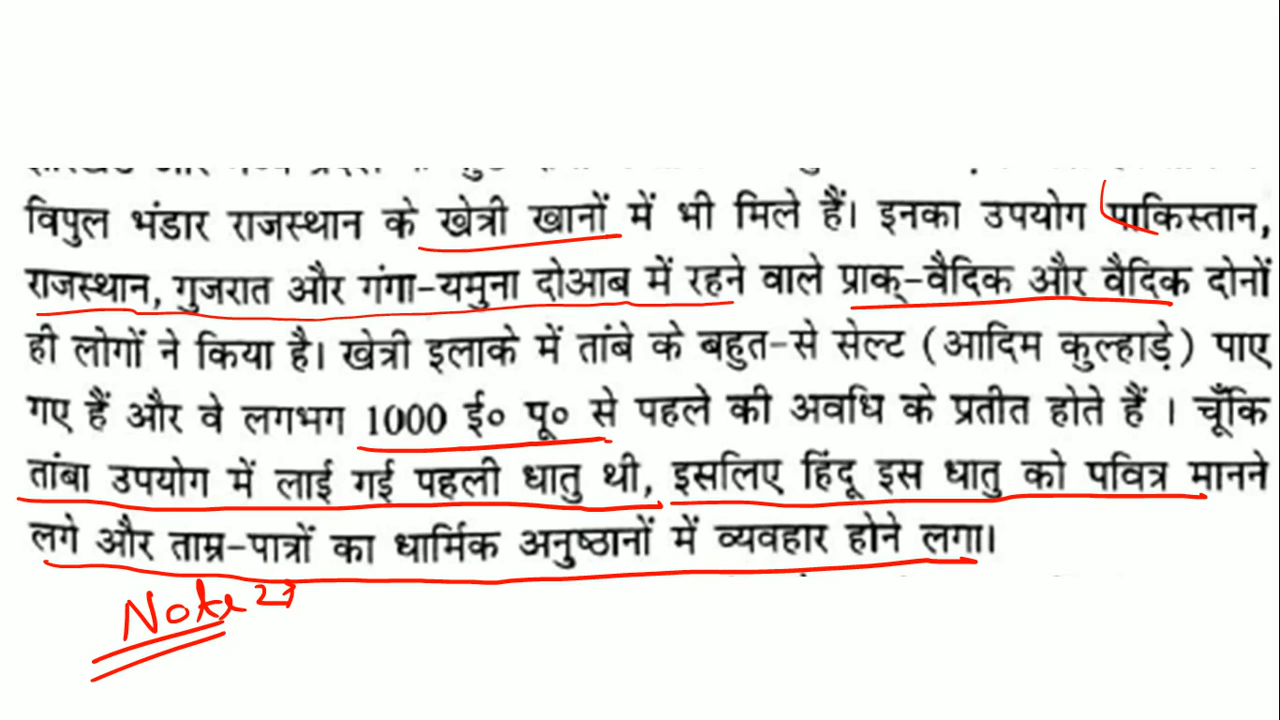 विपुल भंडार राजस्थान के खेत्री खानों में भी मिले हैं। इनका उपयोग पाकिस्तान,
राजस्थान, गुजरात और गंगा-यमुना दोआब में रहने वाले प्राक्-वैदिक और वैदिक दोनों
ही लोगों ने किया है। खेत्री इलाके में तांबे के बहुत-से सेल्ट (आदिम कुल्हाड़े) पाए
गए हैं और वे लगभग 1000 ई० पू० से पहले की अवधि के प्रतीत होते हैं । चूँकि
तांबा उपयोग में लाई गई पहली धातु थी, इसलिए हिंदू इस धातु को पवित्र मानने
लगे और ताम्र-पात्रों का धार्मिक अनुष्ठानों में व्यवहार होने लगा।
Note